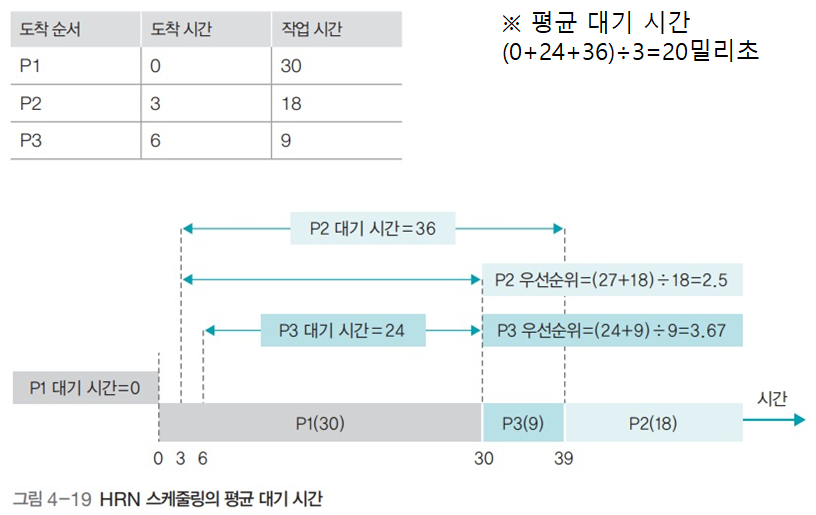 도착 순서 도착 시간 작업 시간
P1 0 30
P2 3 18
P3 6 9
※ 평균 대기 시간
(0+24+36)÷3=20밀리초
P2 대기 시간=36
P2 우선순위=(27+18)÷18=2.5
P3 대기 시간=24
P3 우선순위=(24+9)÷9=3.67
P1 대기 시간=0
시간
P1(30) P3(9) P2(18)
0 3 6 30 39
그림 4-19 HRN 스케줄링의 평균 대기 시간